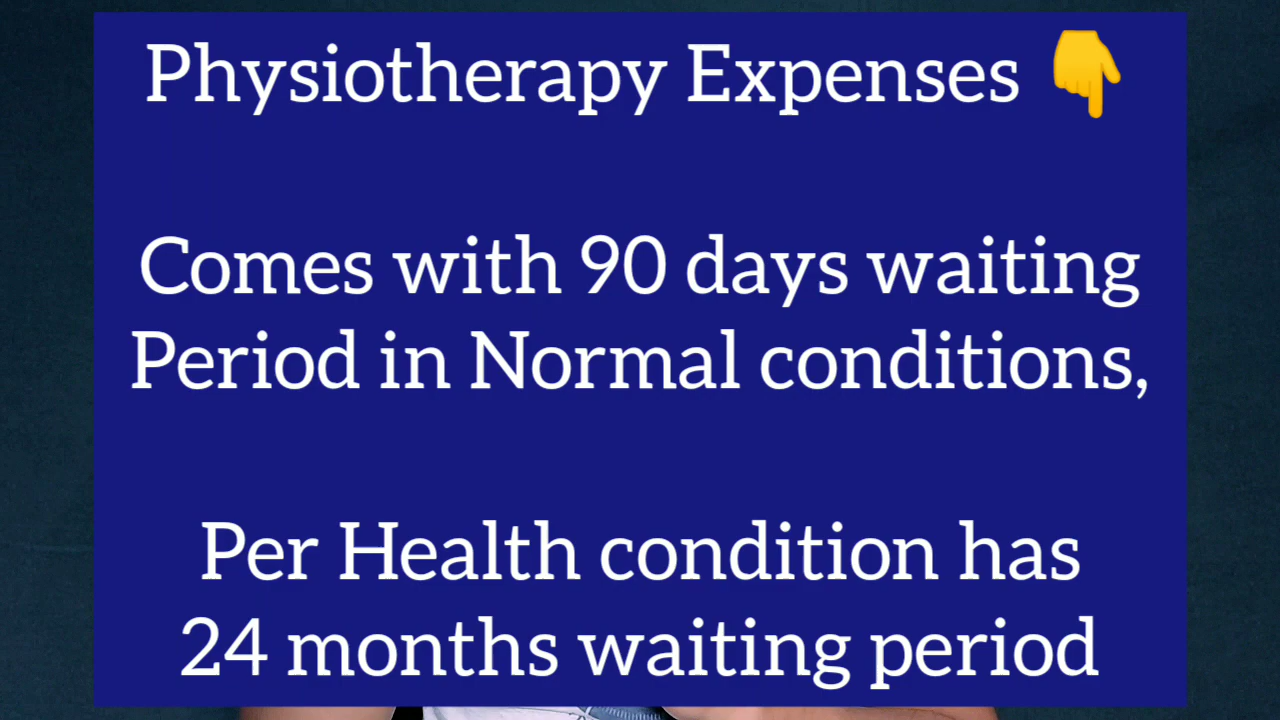 Physiotherapy Expenses 👇
Comes with 90 days waiting
Period in Normal conditions,
Per Health condition has
24 months waiting period